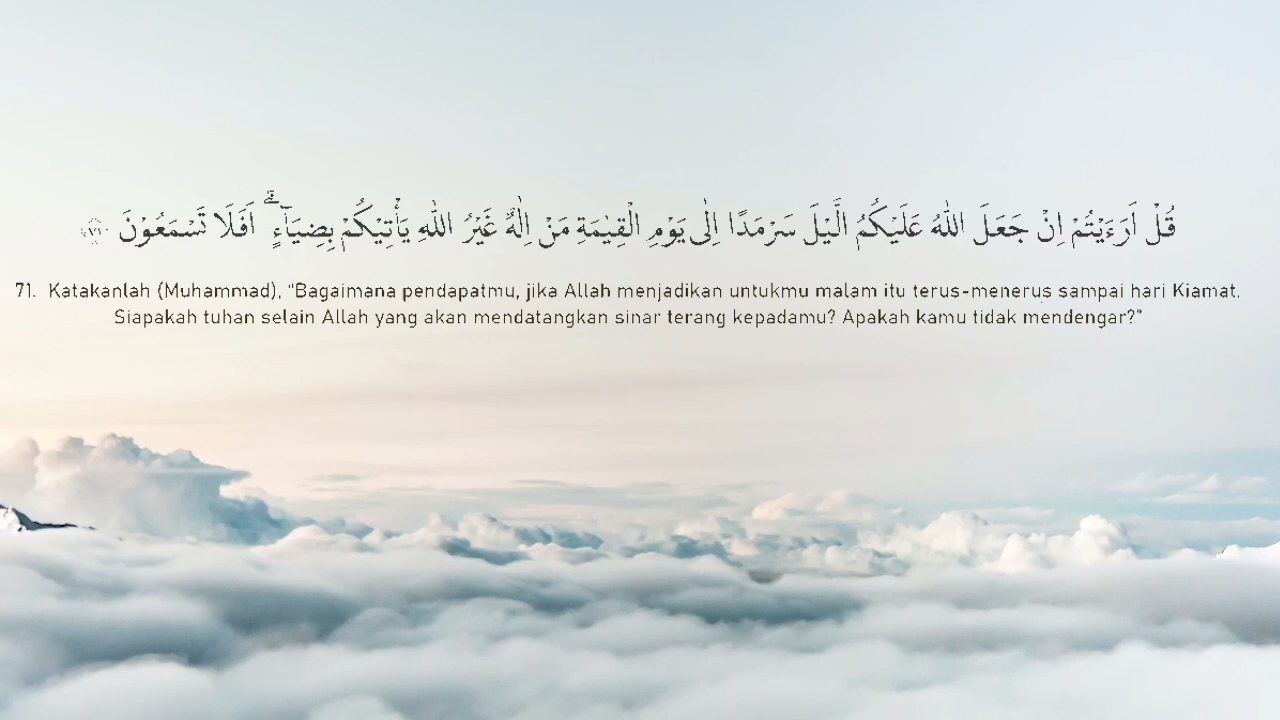 قُلْ اَرَءَيْتُمْ اِنْ جَعَلَ اللّٰهُ عَلَيْكُمُ الَّيْلَ سَرْمَدًا اِلٰى يَوْمِ الْقِيٰمَةِ مَنْ اِلٰهٌ غَيْرُ اللّٰهِ يَأْتِيْكُمْ بِضِيَاۤءٍ ۗ اَفَلَا تَسْمَعُوْنَ ٧١
71. Katakanlah (Muhammad), "Bagaimana pendapatmu, jika Allah menjadikan untukmu malam itu terus-menerus sampai hari Kiamat.
Siapakah tuhan selain Allah yang akan mendatangkan sinar terang kepadamu? Apakah kamu tidak mendengar?"